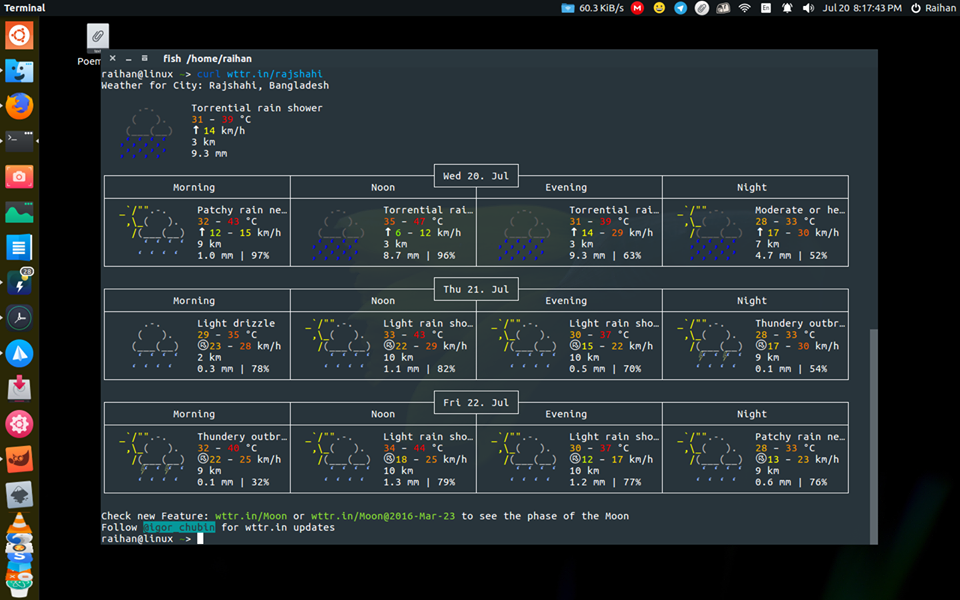 Terminal
60.3 KiB/s
En
Jul 20 8:17:43 PM
Raihan
28
fish /home/raihan
raihan@linux ~> curl wttr.in/rajshahi
Weather for City: Rajshahi, Bangladesh
Torrential rain shower
31 – 39 °C
↑ 14 km/h
3 km
9.3 mm
Wed 20. Jul
Morning Noon Evening Night
Patchy rain ne… Torrential rai… Torrential rai… Moderate or he…
32 – 43 °C 35 – 47 °C 31 – 39 °C 28 – 33 °C
↑ 12 – 15 km/h ↑ 6 – 12 km/h ↑ 14 – 29 km/h ↑ 17 – 30 km/h
9 km 3 km 3 km 7 km
1.0 mm | 97% 8.7 mm | 96% 9.3 mm | 63% 4.7 mm | 52%
Thu 21. Jul
Morning Noon Evening Night
Light drizzle Light rain sho… Light rain sho… Thundery outbr…
29 – 35 °C 33 – 43 °C 30 – 37 °C 28 – 33 °C
23 – 28 km/h 22 – 29 km/h 15 – 22 km/h 17 – 30 km/h
2 km 10 km 10 km 9 km
0.3 mm | 78% 1.1 mm | 82% 0.5 mm | 70% 0.1 mm | 54%
Fri 22. Jul
Morning Noon Evening Night
Thundery outbr… Light rain sho… Light rain sho… Patchy rain ne…
32 – 40 °C 34 – 44 °C 30 – 37 °C 28 – 33 °C
22 – 25 km/h 18 – 25 km/h 12 – 17 km/h 13 – 23 km/h
9 km 10 km 10 km 9 km
0.1 mm | 32% 1.3 mm | 79% 1.2 mm | 77% 0.6 mm | 76%
Check new Feature: wttr.in/Moon or wttr.in/Moon@2016-Mar-23 to see the phase of the Moon
Follow @igor_chubin for wttr.in updates
raihan@linux ~>